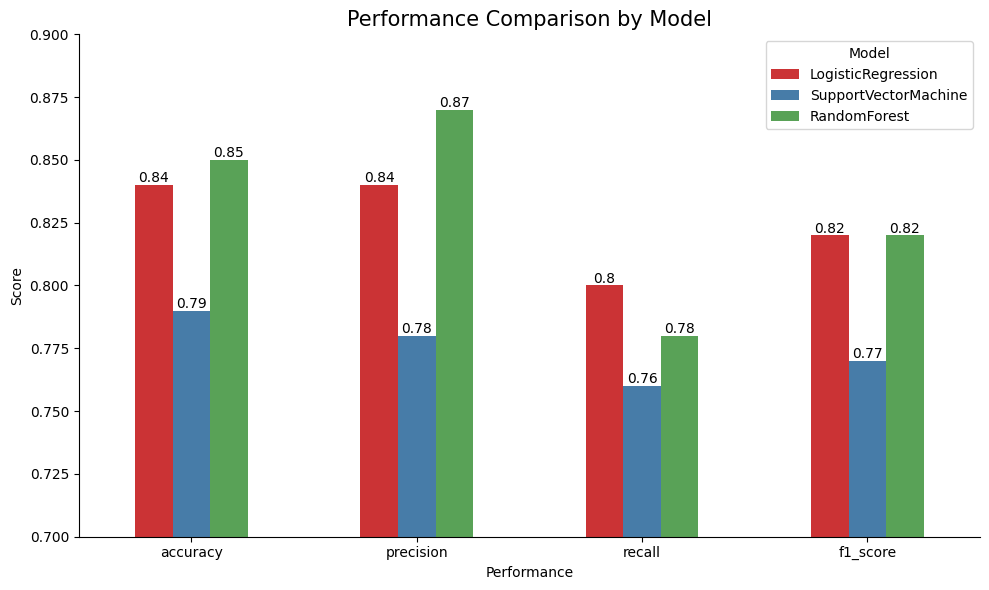 Performance Comparison by Model
Score
0.900
0.875
0.850
0.825
0.800
0.775
0.750
0.725
0.700
Model
LogisticRegression
SupportVectorMachine
RandomForest
0.84
0.79
0.85
0.84
0.78
0.87
0.8
0.76
0.78
0.82
0.77
0.82
accuracy
precision
recall
f1_score
Performance